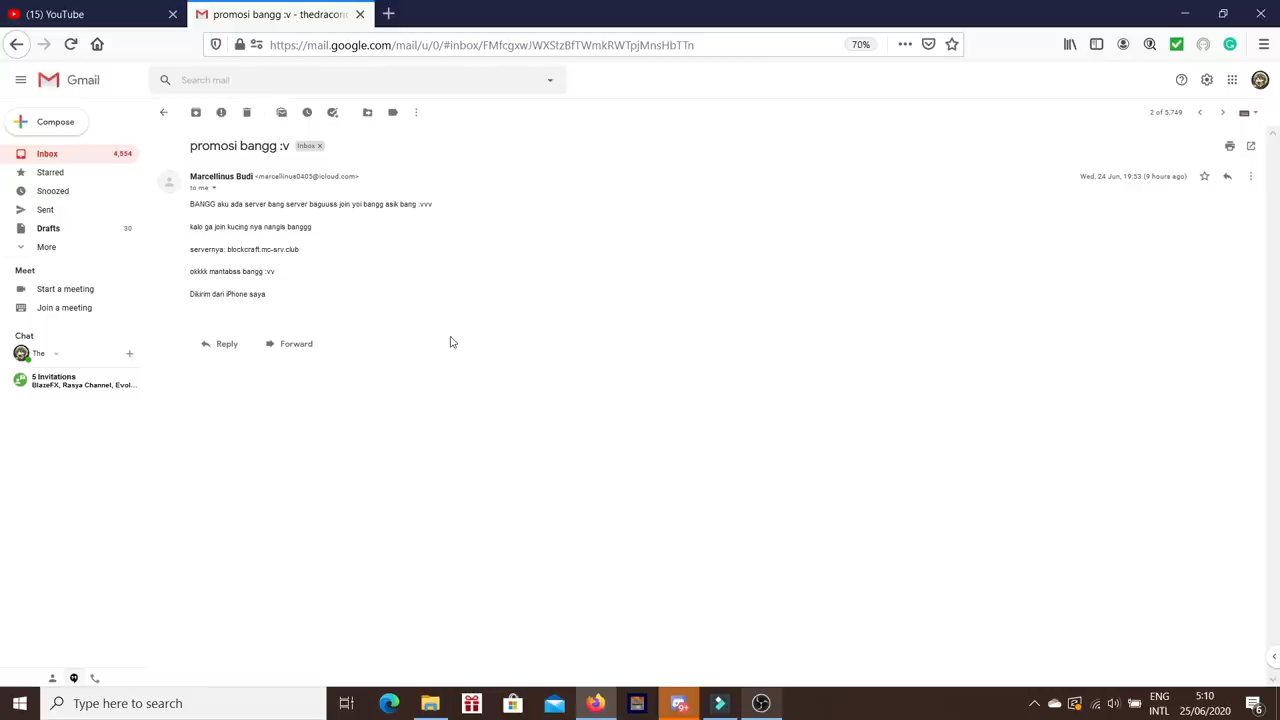 (15) YouTube
promosi bangg :v - thedracon
https://mail.google.com/mail/u/0/#inbox/FMfcgxwJWXStzBfTWmkRWTpjMnsHbTTn
70%
Gmail
Search mail
Compose
2 of 5,749
Inbox 4,554
Starred
Snoozed
Sent
Drafts 30
More
Meet
Start a meeting
Join a meeting
Chat
The
5 Invitations
BlazeFX, Rasya Channel, Evol...
promosi bangg :v Inbox x
Marcellinus Budi <marcellinus0405@icloud.com>
Wed, 24 Jun, 19:53 (9 hours ago)
to me
BANGG aku ada server bang server baguuss join yoi bangg asik bang :vvv
kalo ga join kucing nya nangis banggg
servernya: blockcraft.mc-srv.club
okkkk mantabss bangg :vv
Dikirim dari iPhone saya
Reply
Forward
Type here to search
9+
ENG
INTL
5:10
25/06/2020
6